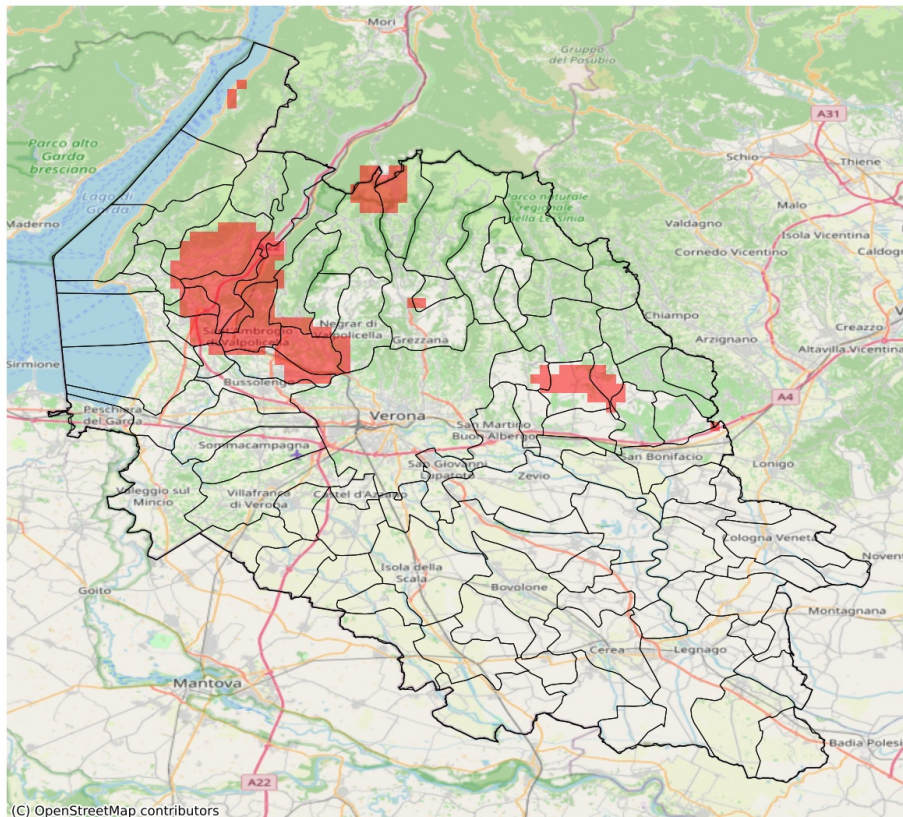 Mori
Gruppo
del Pasubio
A31
Schio
Thiene
Parco alto
Garda
bresciano
Lago di
Garda
Malo
Maderno
Parco naturale
regionale
della Lessinia
Valdagno
Isola Vicentina
Cornedo Vicentino
Caldog
Chiampo
Creazzo
Sant'Ambrogio
di Valpolicella
Negrar di
Valpolicella
Grezzana
Arzignano
Altavilla Vicentina
Sirmione
Bussolengo
A4
Peschiera
del Garda
Verona
San Martino
Buon Albergo
Sommacampagna
San Giovanni
Lupatoto
San Bonifacio
Lonigo
Zevio
Valeggio sul
Mincio
Villafranca
di Verona
Castel d'Azzano
Cologna Veneta
Novent
Isola della
Scala
Goito
Bovolone
Montagnana
Cerea
Legnago
Mantova
Badia Polesi
A22
(C) OpenStreetMap contributors